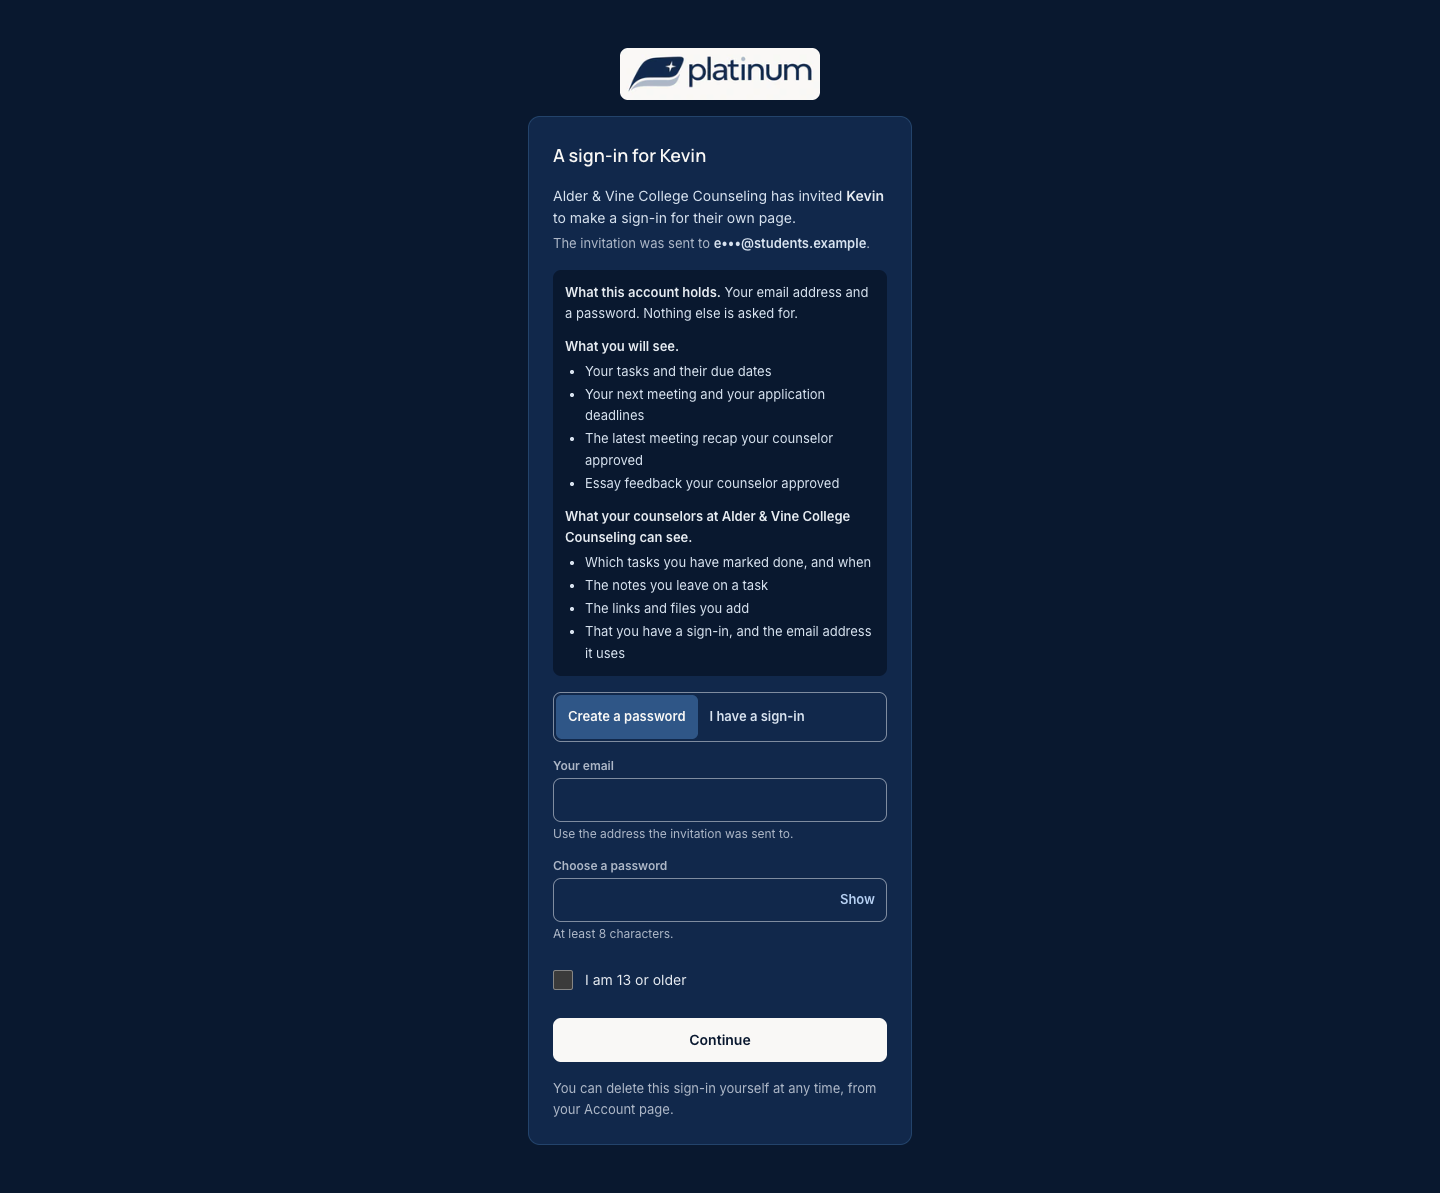 platinum
A sign-in for Kevin
Alder & Vine College Counseling has invited Kevin
to make a sign-in for their own page.
The invitation was sent to e•••@students.example.
What this account holds. Your email address and
a password. Nothing else is asked for.
What you will see.
• Your tasks and their due dates
• Your next meeting and your application
deadlines
• The latest meeting recap your counselor
approved
• Essay feedback your counselor approved
What your counselors at Alder & Vine College
Counseling can see.
• Which tasks you have marked done, and when
• The notes you leave on a task
• The links and files you add
• That you have a sign-in, and the email address
it uses
Create a password I have a sign-in
Your email
Use the address the invitation was sent to.
Choose a password
Show
At least 8 characters.
I am 13 or older
Continue
You can delete this sign-in yourself at any time, from
your Account page.